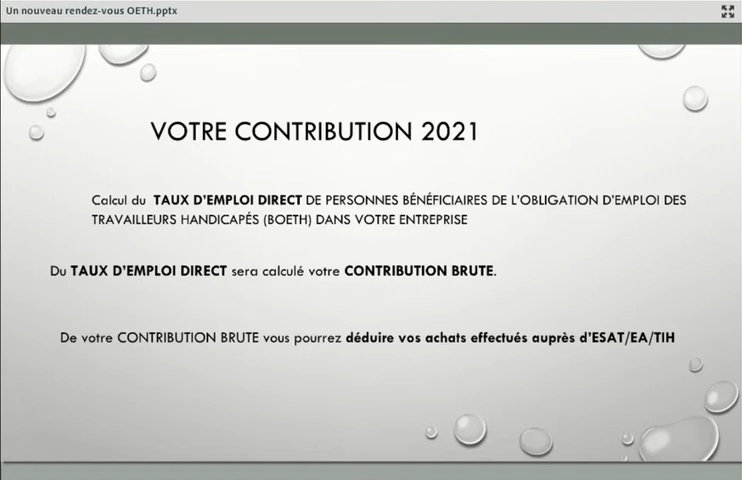 Un nouveau rendez-vous OETH.pptx
VOTRE CONTRIBUTION 2021
Calcul du TAUX D'EMPLOI DIRECT DE PERSONNES BÉNÉFICIAIRES DE L'OBLIGATION D'EMPLOI DES
TRAVAILLEURS HANDICAPÉS (BOETH) DANS VOTRE ENTREPRISE
Du TAUX D'EMPLOI DIRECT sera calculé votre CONTRIBUTION BRUTE.
De votre CONTRIBUTION BRUTE vous pourrez déduire vos achats effectués auprès d'ESAT/EA/TIH